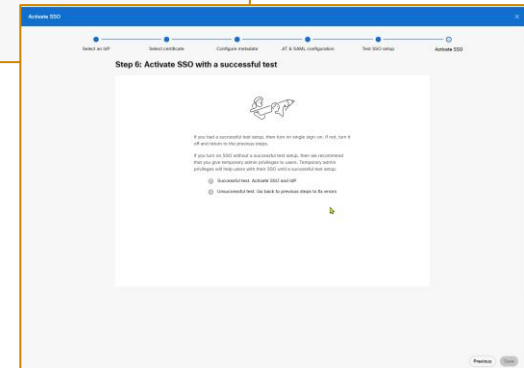 Activate SSO
Select an IdP
Select certificate
Configure metadata
JIT & SAML configuration
Test SSO setup
Activate SSO
Step 6: Activate SSO with a successful test
If you had a successful test setup, then turn on single sign-on. If not, turn it
off and return to the previous steps.
If you turn on SSO without a successful test setup, then we recommend
that you give temporary admin privileges to users. Temporary admin
privileges will help users with their SSO until a successful test setup.
Successful test: Activate SSO and IdP
Unsuccessful test: Go back to previous steps to fix errors
Previous
Save